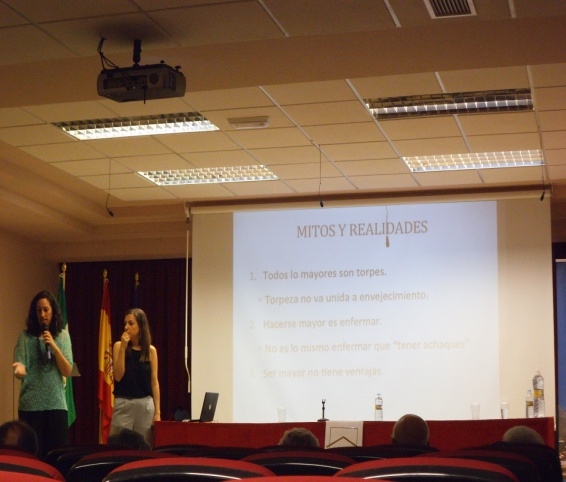 MITOS Y REALIDADES
1. Todos lo mayores son torpes.
• Torpeza no va unida a envejecimiento.
2. Hacerse mayor es enfermar.
• No es lo mismo enfermar que "tener achaques"
3. Ser mayor no tiene ventajas.